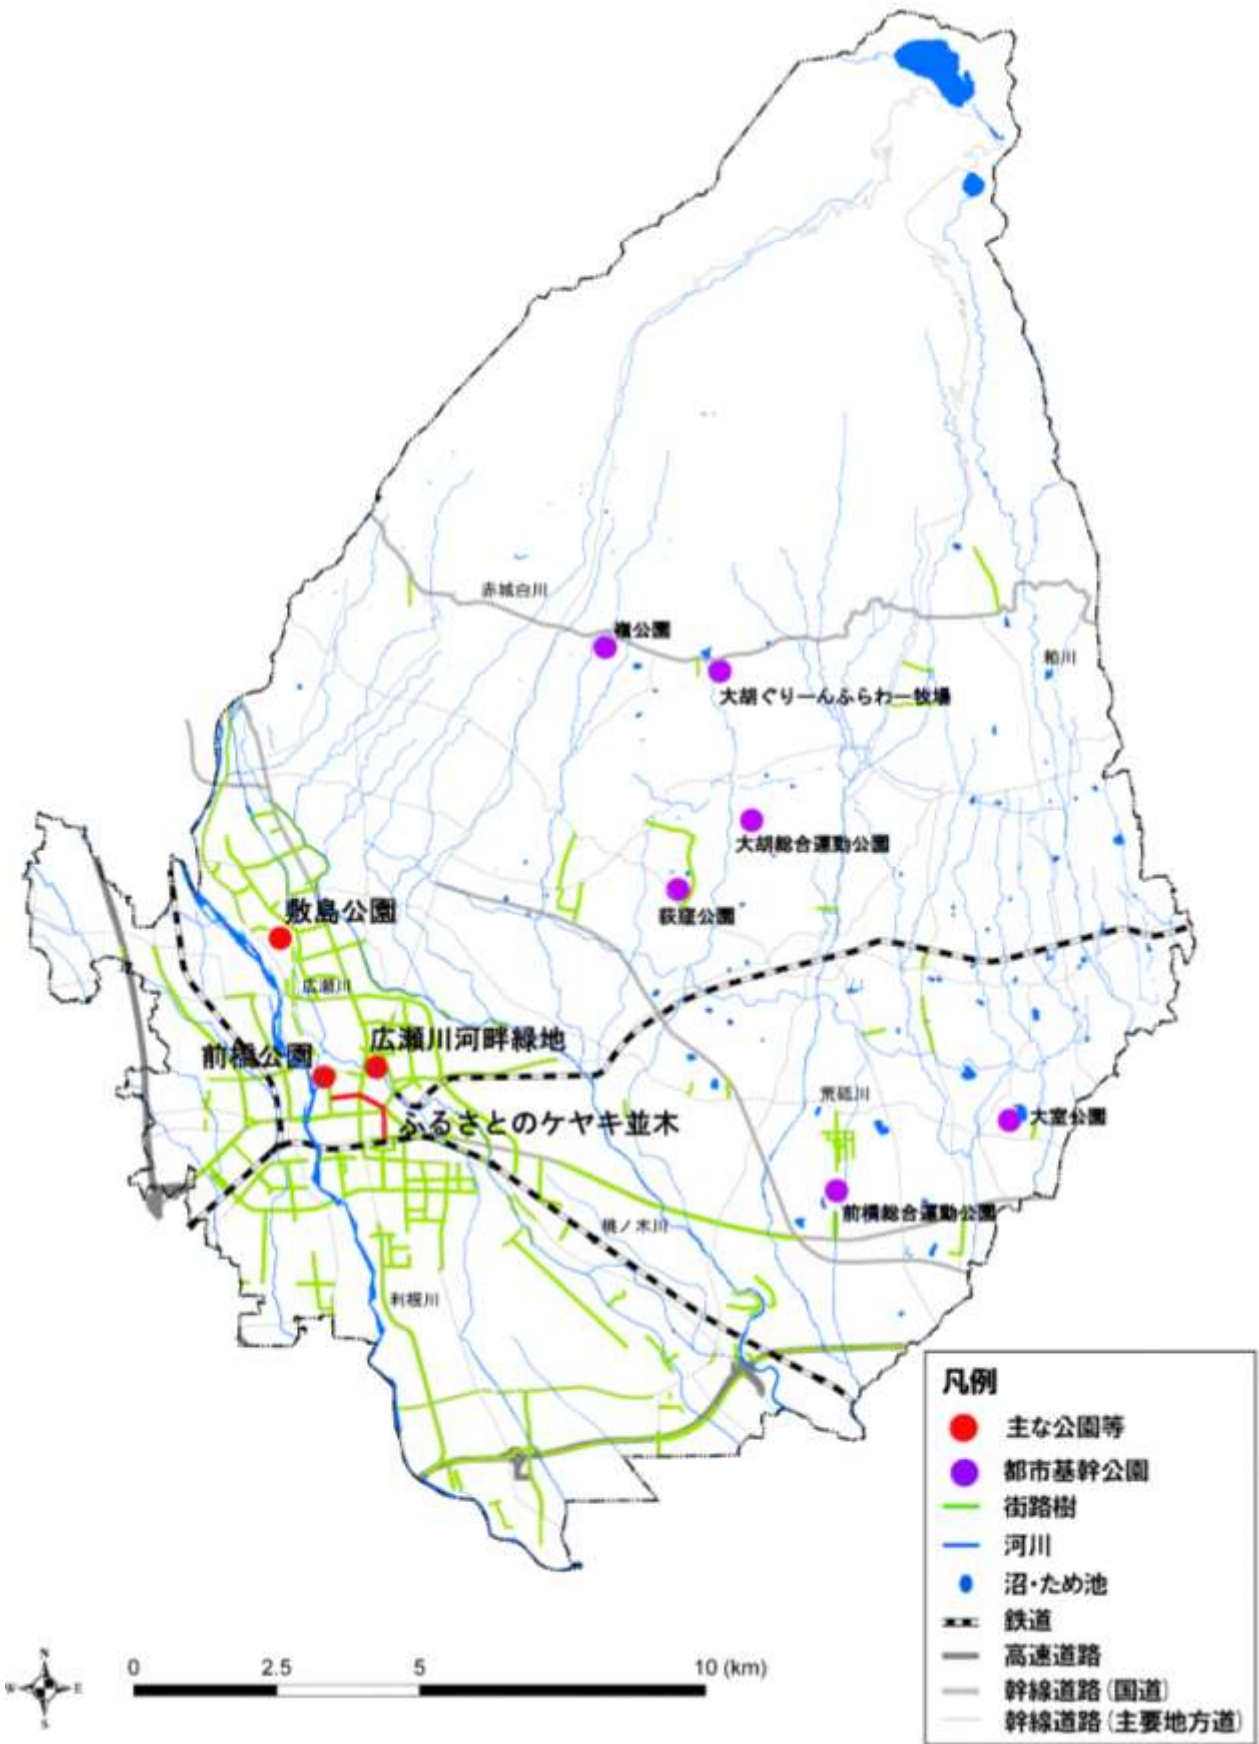 赤城白川
嶺公園
粕川
大胡ぐりーんふらわー牧場
大胡総合運動公園
荻窪公園
敷島公園
広瀬川
広瀬川河畔緑地
前橋公園
ふるさとのケヤキ並木
荒砥川
大室公園
前橋総合運動公園
桃ノ木川
利根川
凡例
主な公園等
都市基幹公園
街路樹
河川
沼・ため池
鉄道
高速道路
幹線道路(国道)
幹線道路(主要地方道)
N
W E
S
0 2.5 5 10 (km)